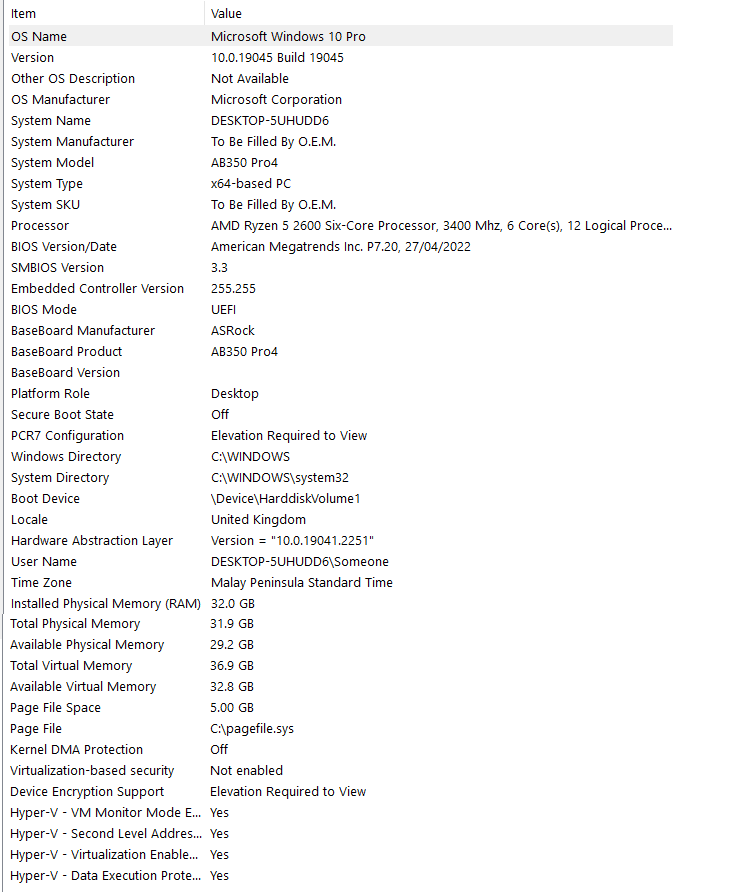 Item Value
OS Name Microsoft Windows 10 Pro
Version 10.0.19045 Build 19045
Other OS Description Not Available
OS Manufacturer Microsoft Corporation
System Name DESKTOP-5UHUDD6
System Manufacturer To Be Filled By O.E.M.
System Model AB350 Pro4
System Type x64-based PC
System SKU To Be Filled By O.E.M.
Processor AMD Ryzen 5 2600 Six-Core Processor, 3400 Mhz, 6 Core(s), 12 Logical Proce...
BIOS Version/Date American Megatrends Inc. P7.20, 27/04/2022
SMBIOS Version 3.3
Embedded Controller Version 255.255
BIOS Mode UEFI
BaseBoard Manufacturer ASRock
BaseBoard Product AB350 Pro4
BaseBoard Version
Platform Role Desktop
Secure Boot State Off
PCR7 Configuration Elevation Required to View
Windows Directory C:\WINDOWS
System Directory C:\WINDOWS\system32
Boot Device \Device\HarddiskVolume1
Locale United Kingdom
Hardware Abstraction Layer Version = "10.0.19041.2251"
User Name DESKTOP-5UHUDD6\Someone
Time Zone Malay Peninsula Standard Time
Installed Physical Memory (RAM) 32.0 GB
Total Physical Memory 31.9 GB
Available Physical Memory 29.2 GB
Total Virtual Memory 36.9 GB
Available Virtual Memory 32.8 GB
Page File Space 5.00 GB
Page File C:\pagefile.sys
Kernel DMA Protection Off
Virtualization-based security Not enabled
Device Encryption Support Elevation Required to View
Hyper-V - VM Monitor Mode E... Yes
Hyper-V - Second Level Addres... Yes
Hyper-V - Virtualization Enable... Yes
Hyper-V - Data Execution Prote... Yes